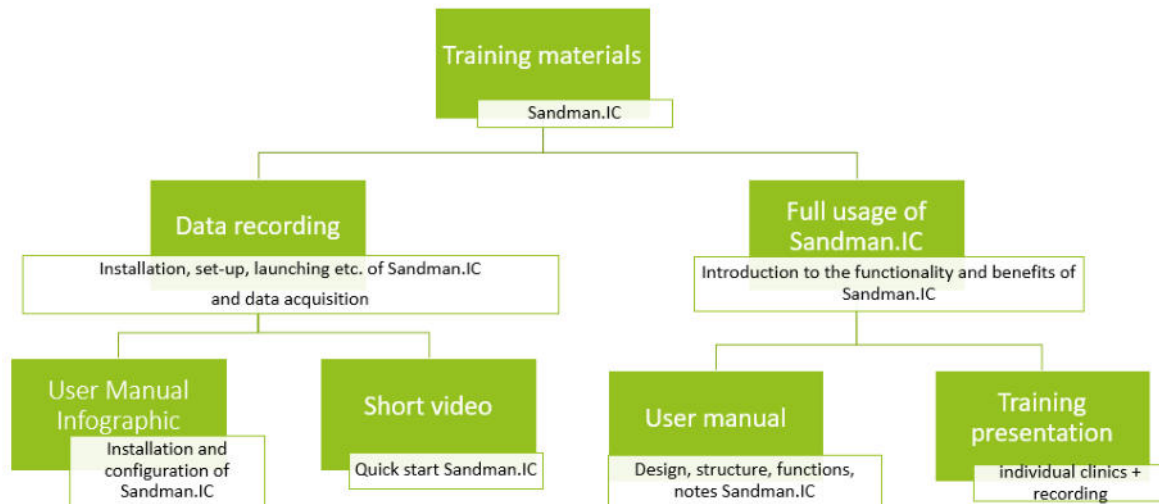 Training materials
Sandman.IC
Data recording
Installation, set-up, launching etc. of Sandman.IC
and data acquisition
Full usage of
Sandman.IC
Introduction to the functionality and benefits of
Sandman.IC
User Manual
Infographic
Installation and
configuration of
Sandman.IC
Short video
Quick start Sandman.IC
User manual
Design, structure, functions,
notes Sandman.IC
Training
presentation
individual clinics +
recording